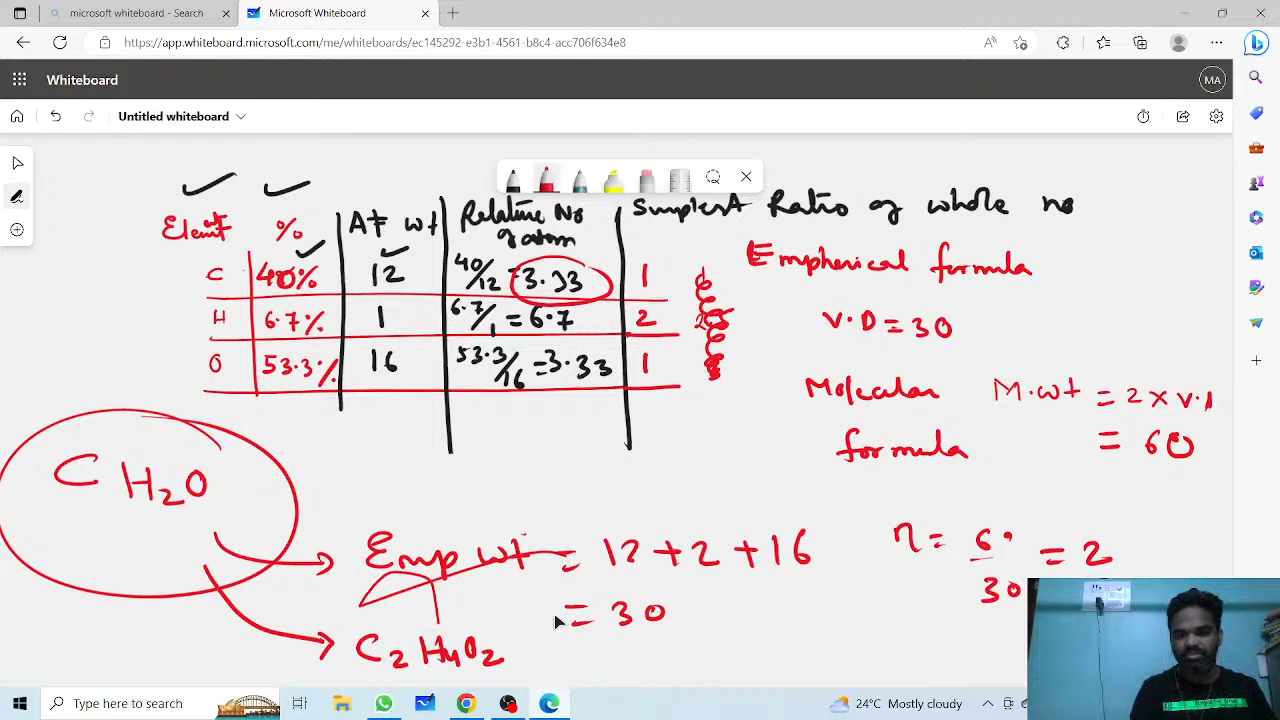 microsoft whiteboard - Search
Microsoft Whiteboard
https://app.whiteboard.microsoft.com/me/whiteboards/ec145292-e3b1-4561-b8c4-acc706f634e8
Whiteboard
MA
Untitled whiteboard
Element % At wt Relative No of atom Simplest Ratio of whole no
C 40% 12 40/12 = 3.33 1
H 6.7% 1 6.7/1 = 6.7 2
O 53.3% 16 53.3/16 = 3.33 1
Empherical formula
V.D = 30
Molecular formula
M.wt = 2 x V.D
= 60
CH2O
Emp wt = 12 + 2 + 16
= 30
n = 60/30 = 2
C2H4O2
Type here to search
24°C Mostly cloudy